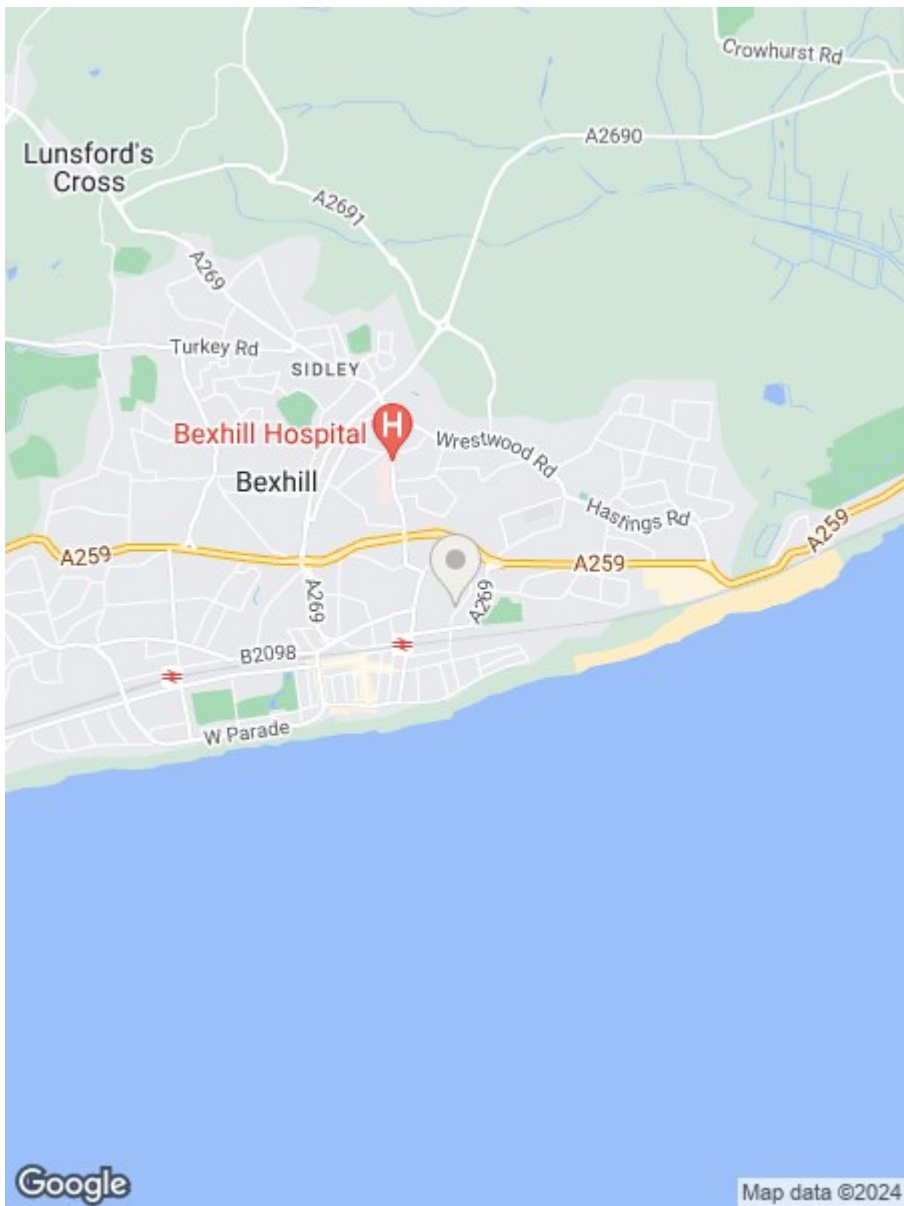 Crowhurst Rd
A2690
Lunsford's
Cross
A2691
A269
Turkey Rd
SIDLEY
H
Bexhill Hospital
Wrestwood Rd
Bexhill
Hastings Rd
A259
A259
A259
A269
A269
B2098
W Parade
Google
Map data ©2024